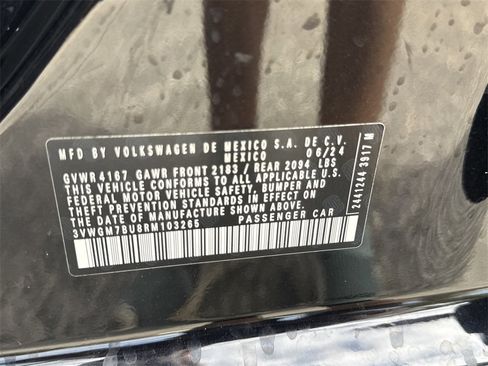 MFD BY VOLKSWAGEN DE MEXICO S.A. DE C.V.
MEXICO 06/24
GVWR 4167 GAWR FRONT 2183 / REAR 2094 LBS
THIS VEHICLE CONFORMS TO ALL APPLICABLE U.S.
FEDERAL MOTOR VEHICLE SAFETY, BUMPER AND
THEFT PREVENTION STANDARDS IN EFFECT ON
THE DATE OF MANUFACTURE SHOWN ABOVE
3VWGM7BU8RM103265 PASSENGER CAR
2441244 3917 M